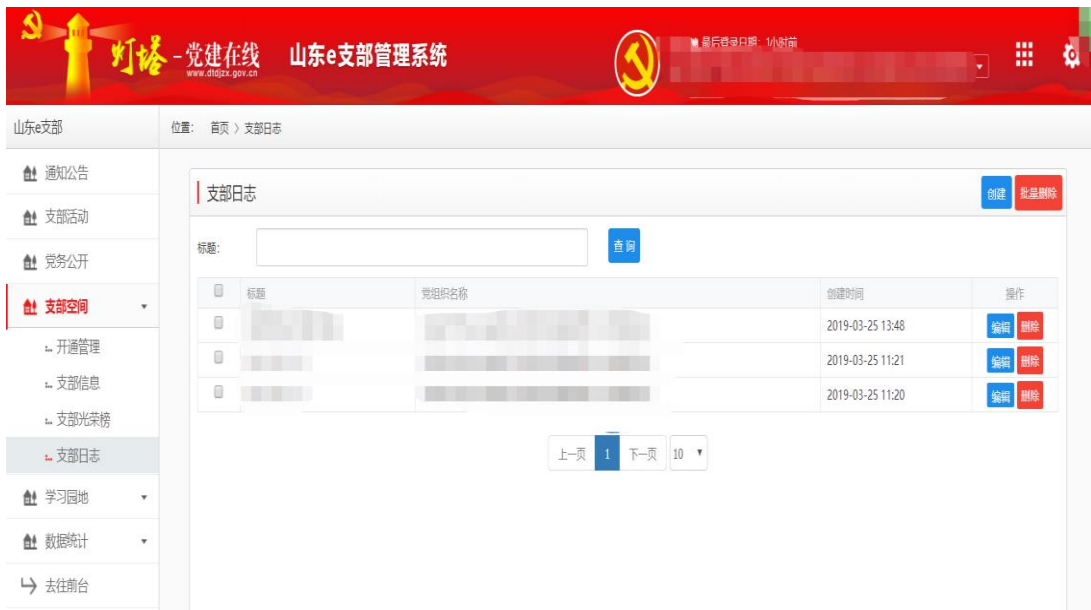 灯塔-党建在线
www.dtdjzx.gov.cn
山东e支部管理系统
最后登录日期：1小时前
山东e支部
位置： 首页 〉支部日志
通知公告
支部活动
党务公开
支部空间
开通管理
支部信息
支部光荣榜
支部日志
学习园地
数据统计
去往前台
支部日志
创建 批量删除
标题：
查询
标题 党组织名称 创建时间 操作
2019-03-25 13:48 编辑 删除
2019-03-25 11:21 编辑 删除
2019-03-25 11:20 编辑 删除
上一页 1 下一页 10